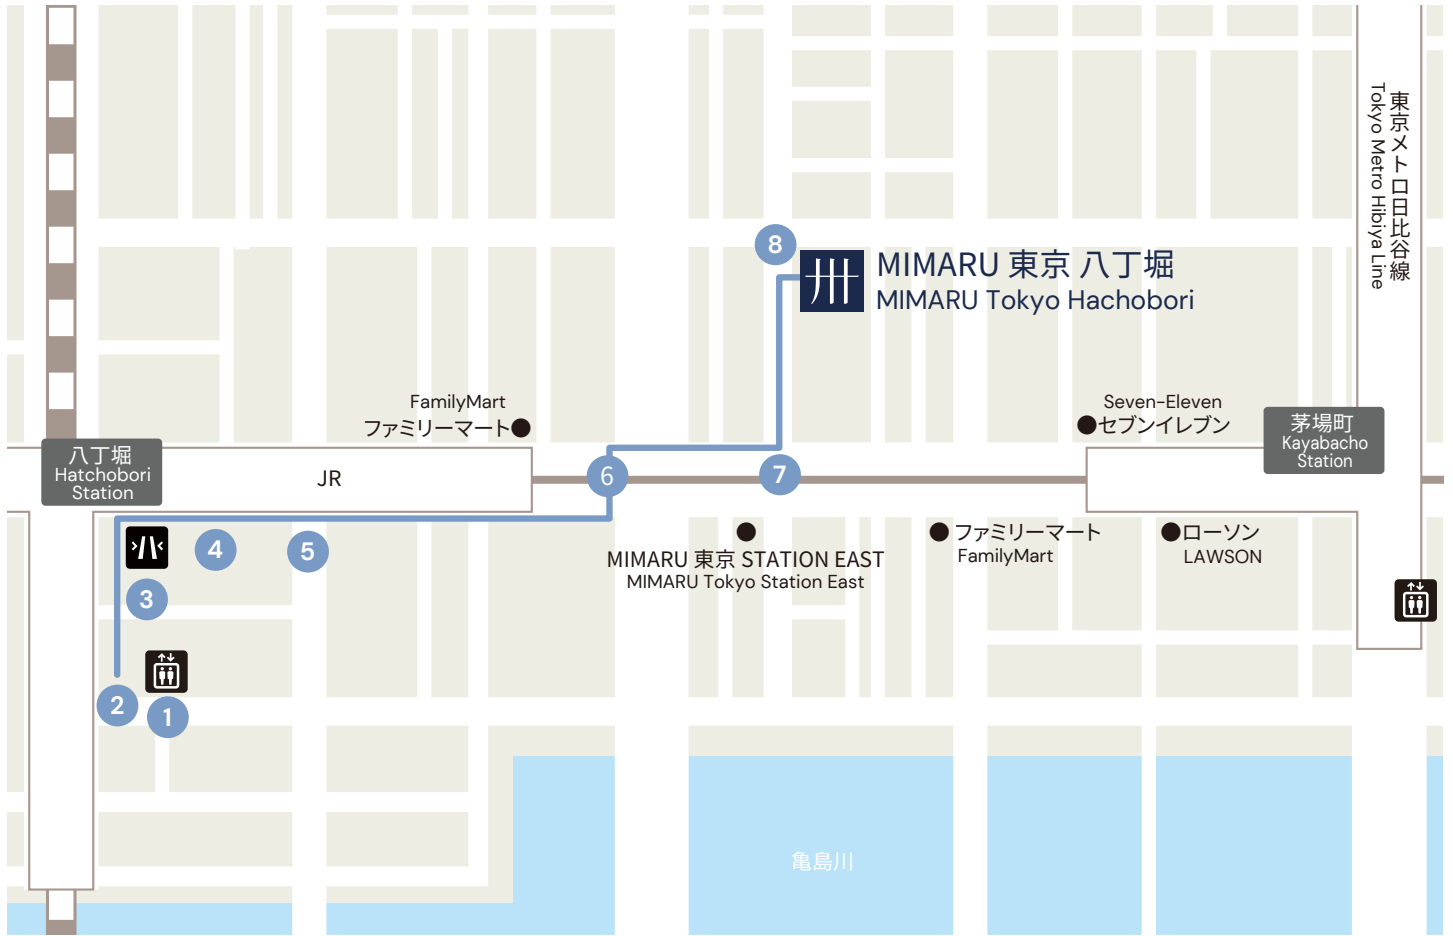 東京メトロ日比谷線
Tokyo Metro Hibiya Line
8
MIMARU 東京 八丁堀
MIMARU Tokyo Hachobori
FamilyMart
ファミリーマート
Seven-Eleven
セブンイレブン
茅場町
Kayabacho
Station
八丁堀
Hatchobori
Station
JR
6
7
4
5
3
2
1
MIMARU 東京 STATION EAST
MIMARU Tokyo Station East
ファミリーマート
FamilyMart
ローソン
LAWSON
亀島川